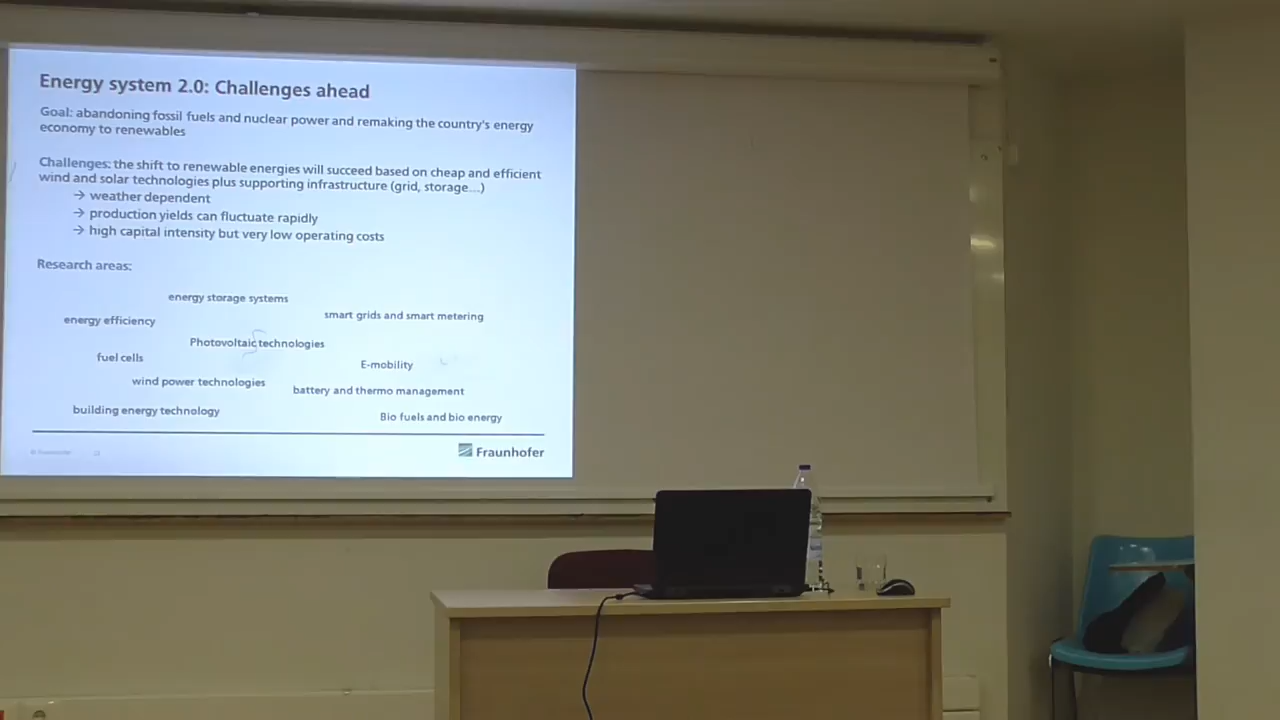 Energy system 2.0: Challenges ahead
Goal: abandoning fossil fuels and nuclear power and remaking the country's energy
economy to renewables
Challenges: the shift to renewable energies will succeed based on cheap and efficient
wind and solar technologies plus supporting infrastructure (grid, storage...)
→ weather dependent
→ production yields can fluctuate rapidly
→ high capital intensity but very low operating costs
Research areas:
energy storage systems
smart grids and smart metering
energy efficiency
Photovoltaic technologies
fuel cells
E-mobility
wind power technologies
battery and thermo management
building energy technology
Bio fuels and bio energy
© Fraunhofer
Fraunhofer